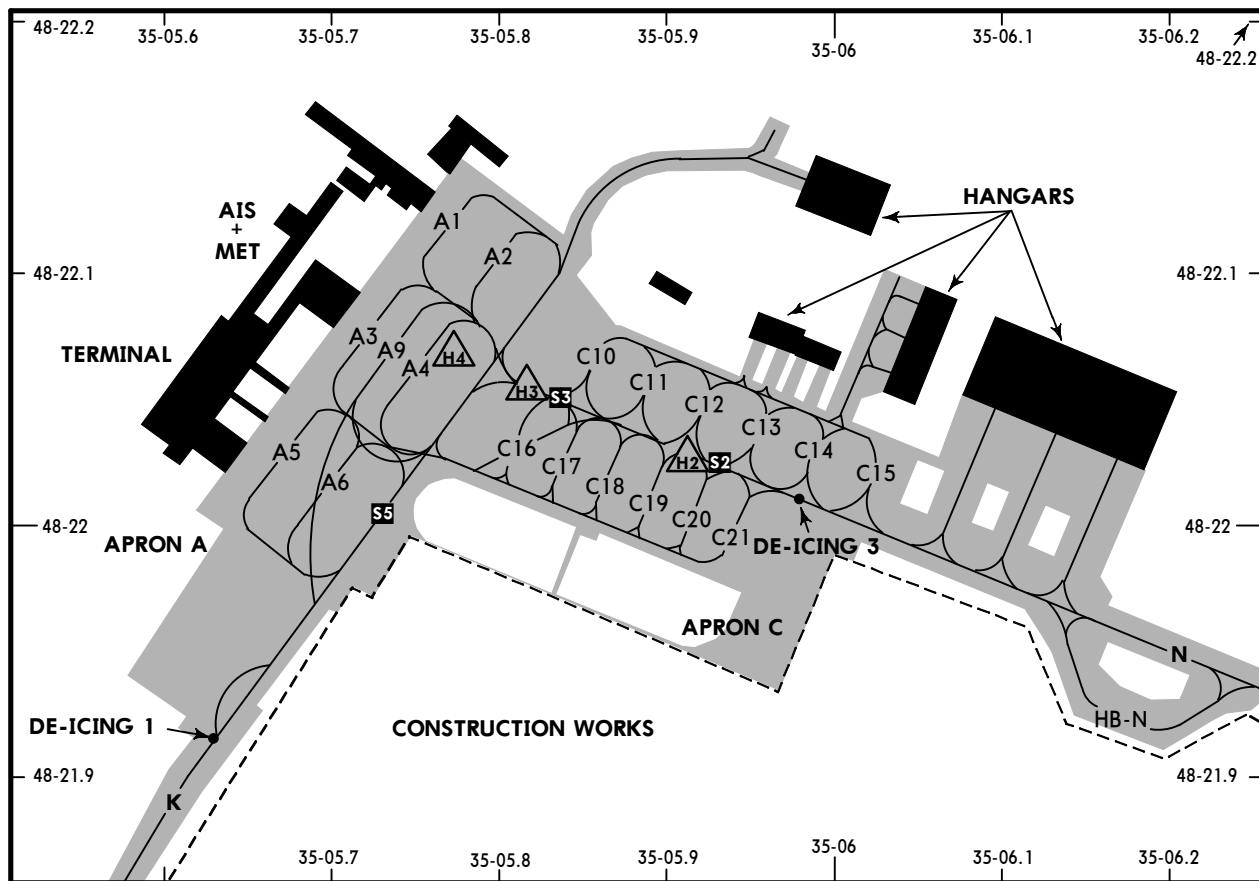 48-22.2
35-05.6
35-05.7
35-05.8
35-05.9
35-06
35-06.1
35-06.2
48-22.2
AIS
+
MET
HANGARS
A1
A2
48-22.1
48-22.1
TERMINAL
A3
A9
A4
H4
H3
S3
C10
C11
C12
C13
C14
C15
A5
A6
C16
C17
C18
C19
C20
C21
H2
S2
S5
48-22
48-22
APRON A
DE-ICING 3
APRON C
N
HB-N
DE-ICING 1
CONSTRUCTION WORKS
48-21.9
48-21.9
K
35-05.7
35-05.8
35-05.9
35-06
35-06.1
35-06.2